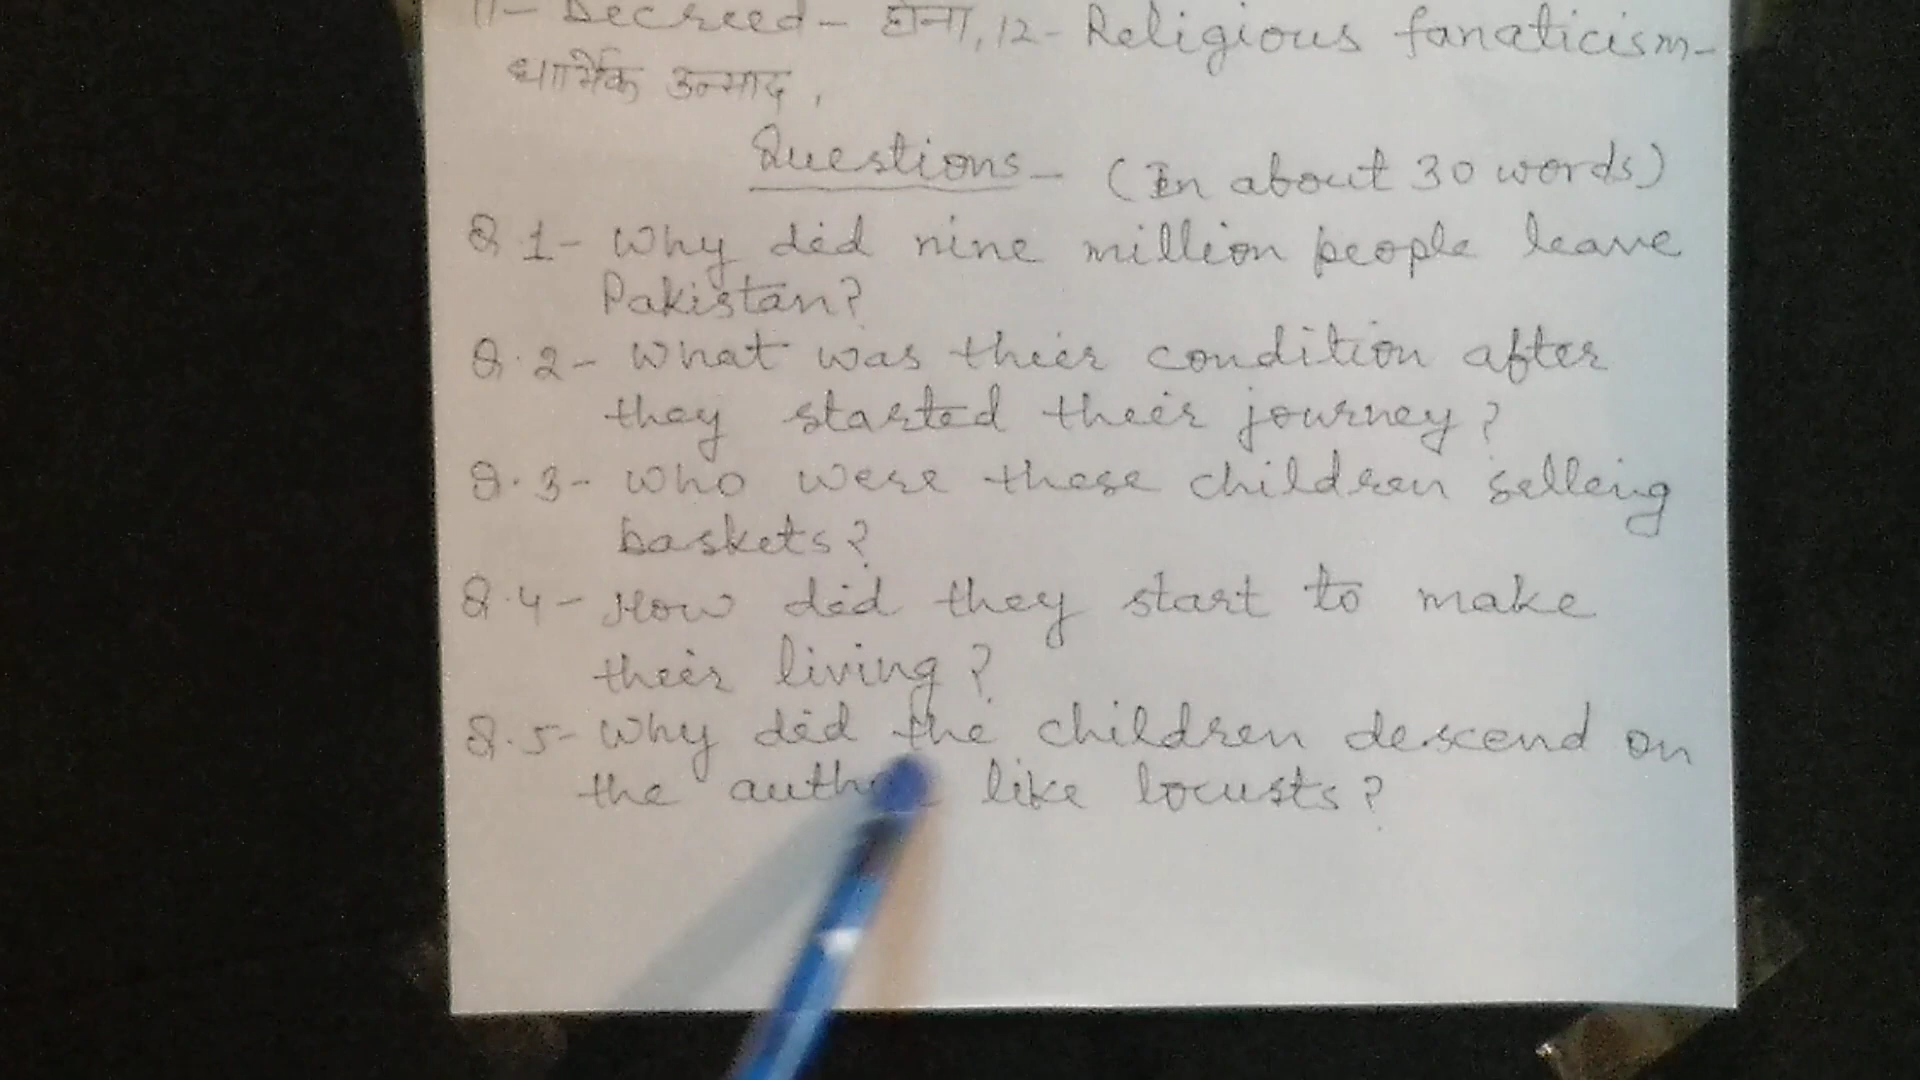 11- Decreed- होना, 12- Religious fanaticism-
धार्मिक उन्माद,
Questions- (In about 30 words)
Q.1- Why did nine million people leave
Pakistan?
Q.2- What was their condition after
they started their journey?
Q.3- Who were these children selling
baskets?
Q.4- How did they start to make
their living?
Q.5- Why did the children descend on
the author like locusts?